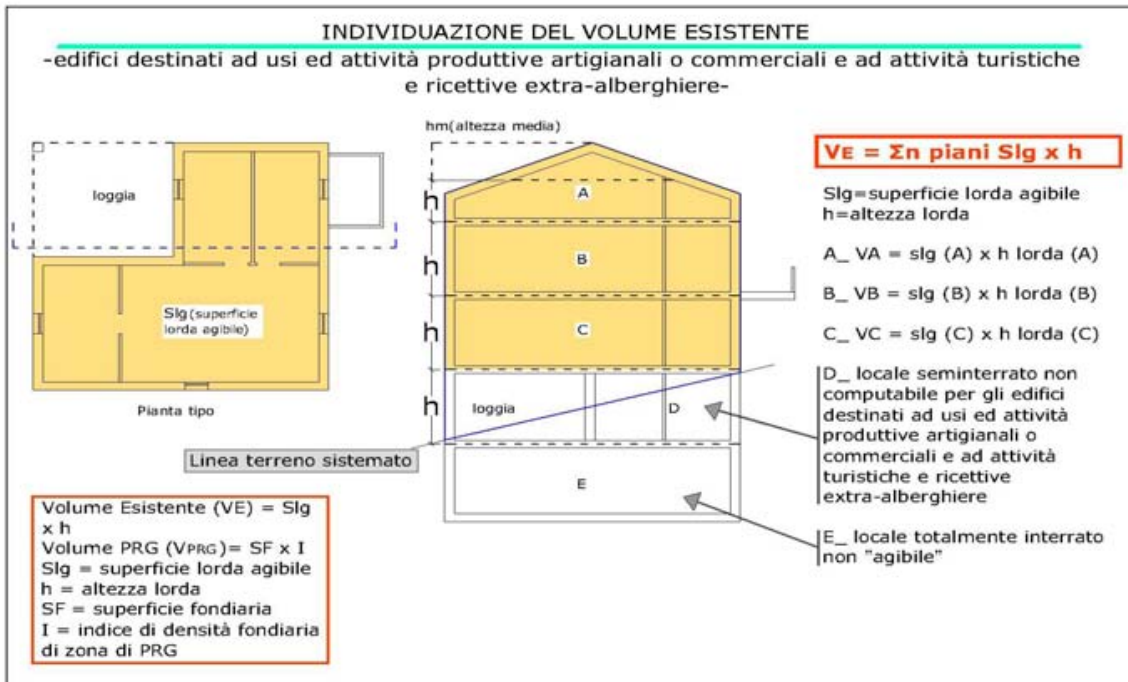 INDIVIDUAZIONE DEL VOLUME ESISTENTE
-edifici destinati ad usi ed attività produttive artigianali o commerciali e ad attività turistiche
e ricettive extra-alberghiere-
loggia
Slg(superficie
lorda agibile)
Pianta tipo
hm(altezza media)
h
h
h
h
A
B
C
loggia
D
E
Linea terreno sistemato
VE = Σn piani Slg x h
Slg=superficie lorda agibile
h=altezza lorda
A_ VA = slg (A) x h lorda (A)
B_ VB = slg (B) x h lorda (B)
C_ VC = slg (C) x h lorda (C)
D_ locale seminterrato non
computabile per gli edifici
destinati ad usi ed attività
produttive artigianali o
commerciali e ad attività
turistiche e ricettive
extra-alberghiere
E_ locale totalmente interrato
non "agibile"
Volume Esistente (VE) = Slg
x h
Volume PRG (VPRG)= SF x I
Slg = superficie lorda agibile
h = altezza lorda
SF = superficie fondiaria
I = indice di densità fondiaria
di zona di PRG